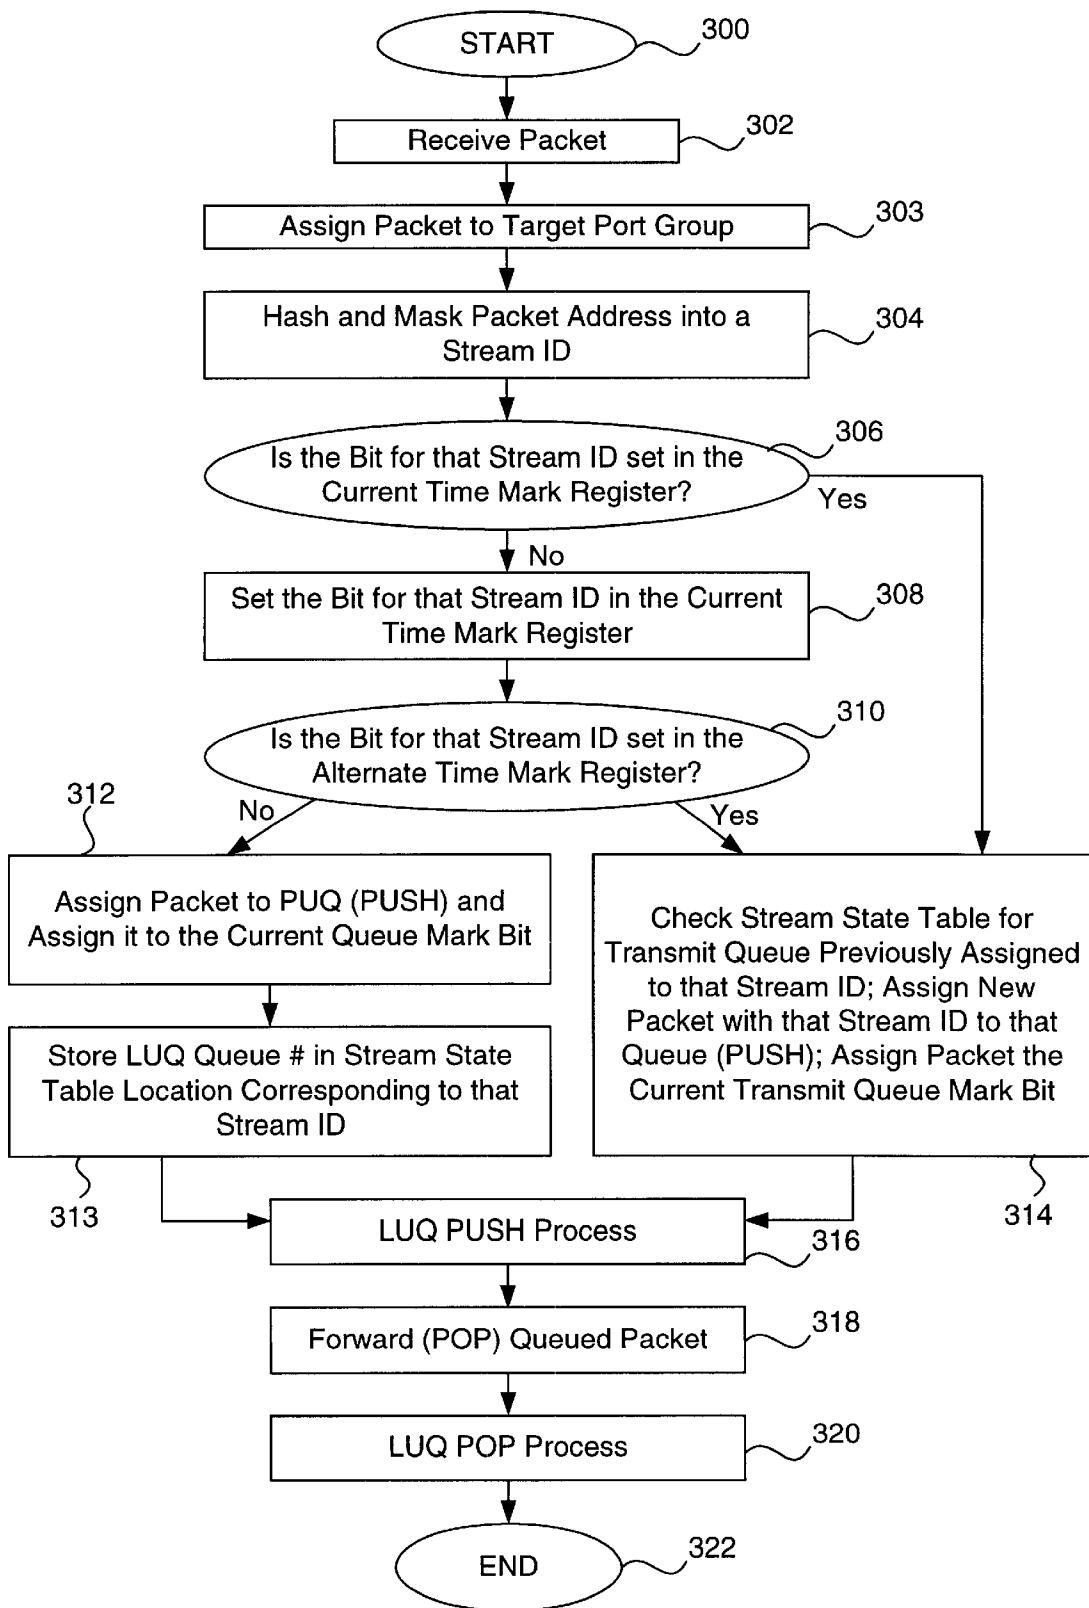 START
300
Receive Packet
302
Assign Packet to Target Port Group
303
Hash and Mask Packet Address into a
Stream ID
304
Is the Bit for that Stream ID set in the
Current Time Mark Register?
306
Yes
No
Set the Bit for that Stream ID in the Current
Time Mark Register
308
Is the Bit for that Stream ID set in the
Alternate Time Mark Register?
310
No
Yes
312
Assign Packet to PUQ (PUSH) and
Assign it to the Current Queue Mark Bit
Store LUQ Queue # in Stream State
Table Location Corresponding to that
Stream ID
313
Check Stream State Table for
Transmit Queue Previously Assigned
to that Stream ID; Assign New
Packet with that Stream ID to that
Queue (PUSH); Assign Packet the
Current Transmit Queue Mark Bit
314
LUQ PUSH Process
316
Forward (POP) Queued Packet
318
LUQ POP Process
320
END
322